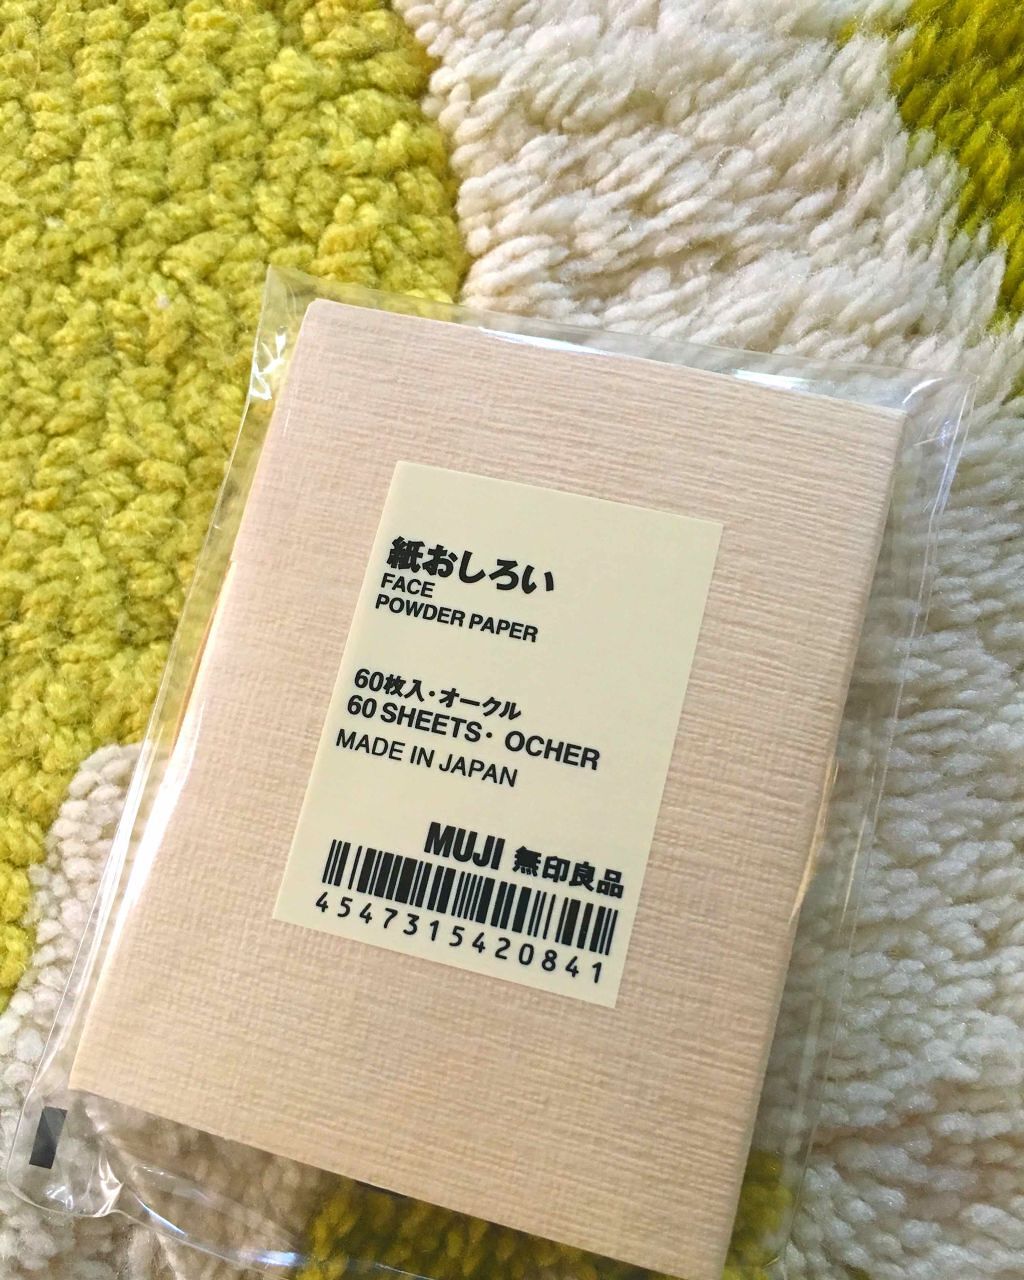 紙おしろい
FACE
POWDER PAPER
60枚入・オークル
60 SHEETS・ OCHER
MADE IN JAPAN
MUJI 無印良品
4547315420841